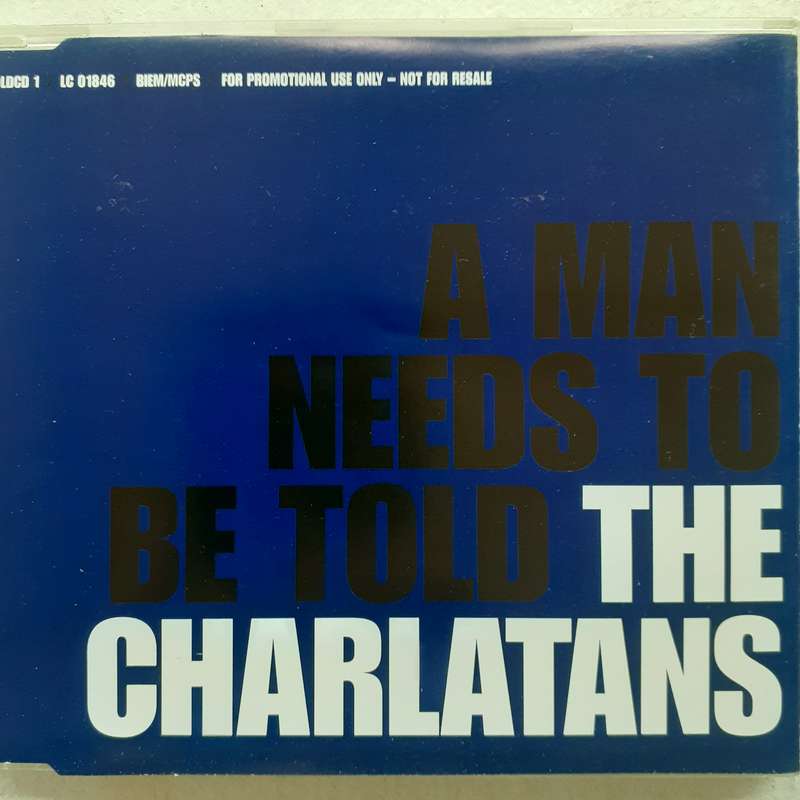 LDCD 1 LC 01846 BIEM/MCPS FOR PROMOTIONAL USE ONLY – NOT FOR RESALE
A MAN
NEEDS TO
BE TOLD THE
CHARLATANS